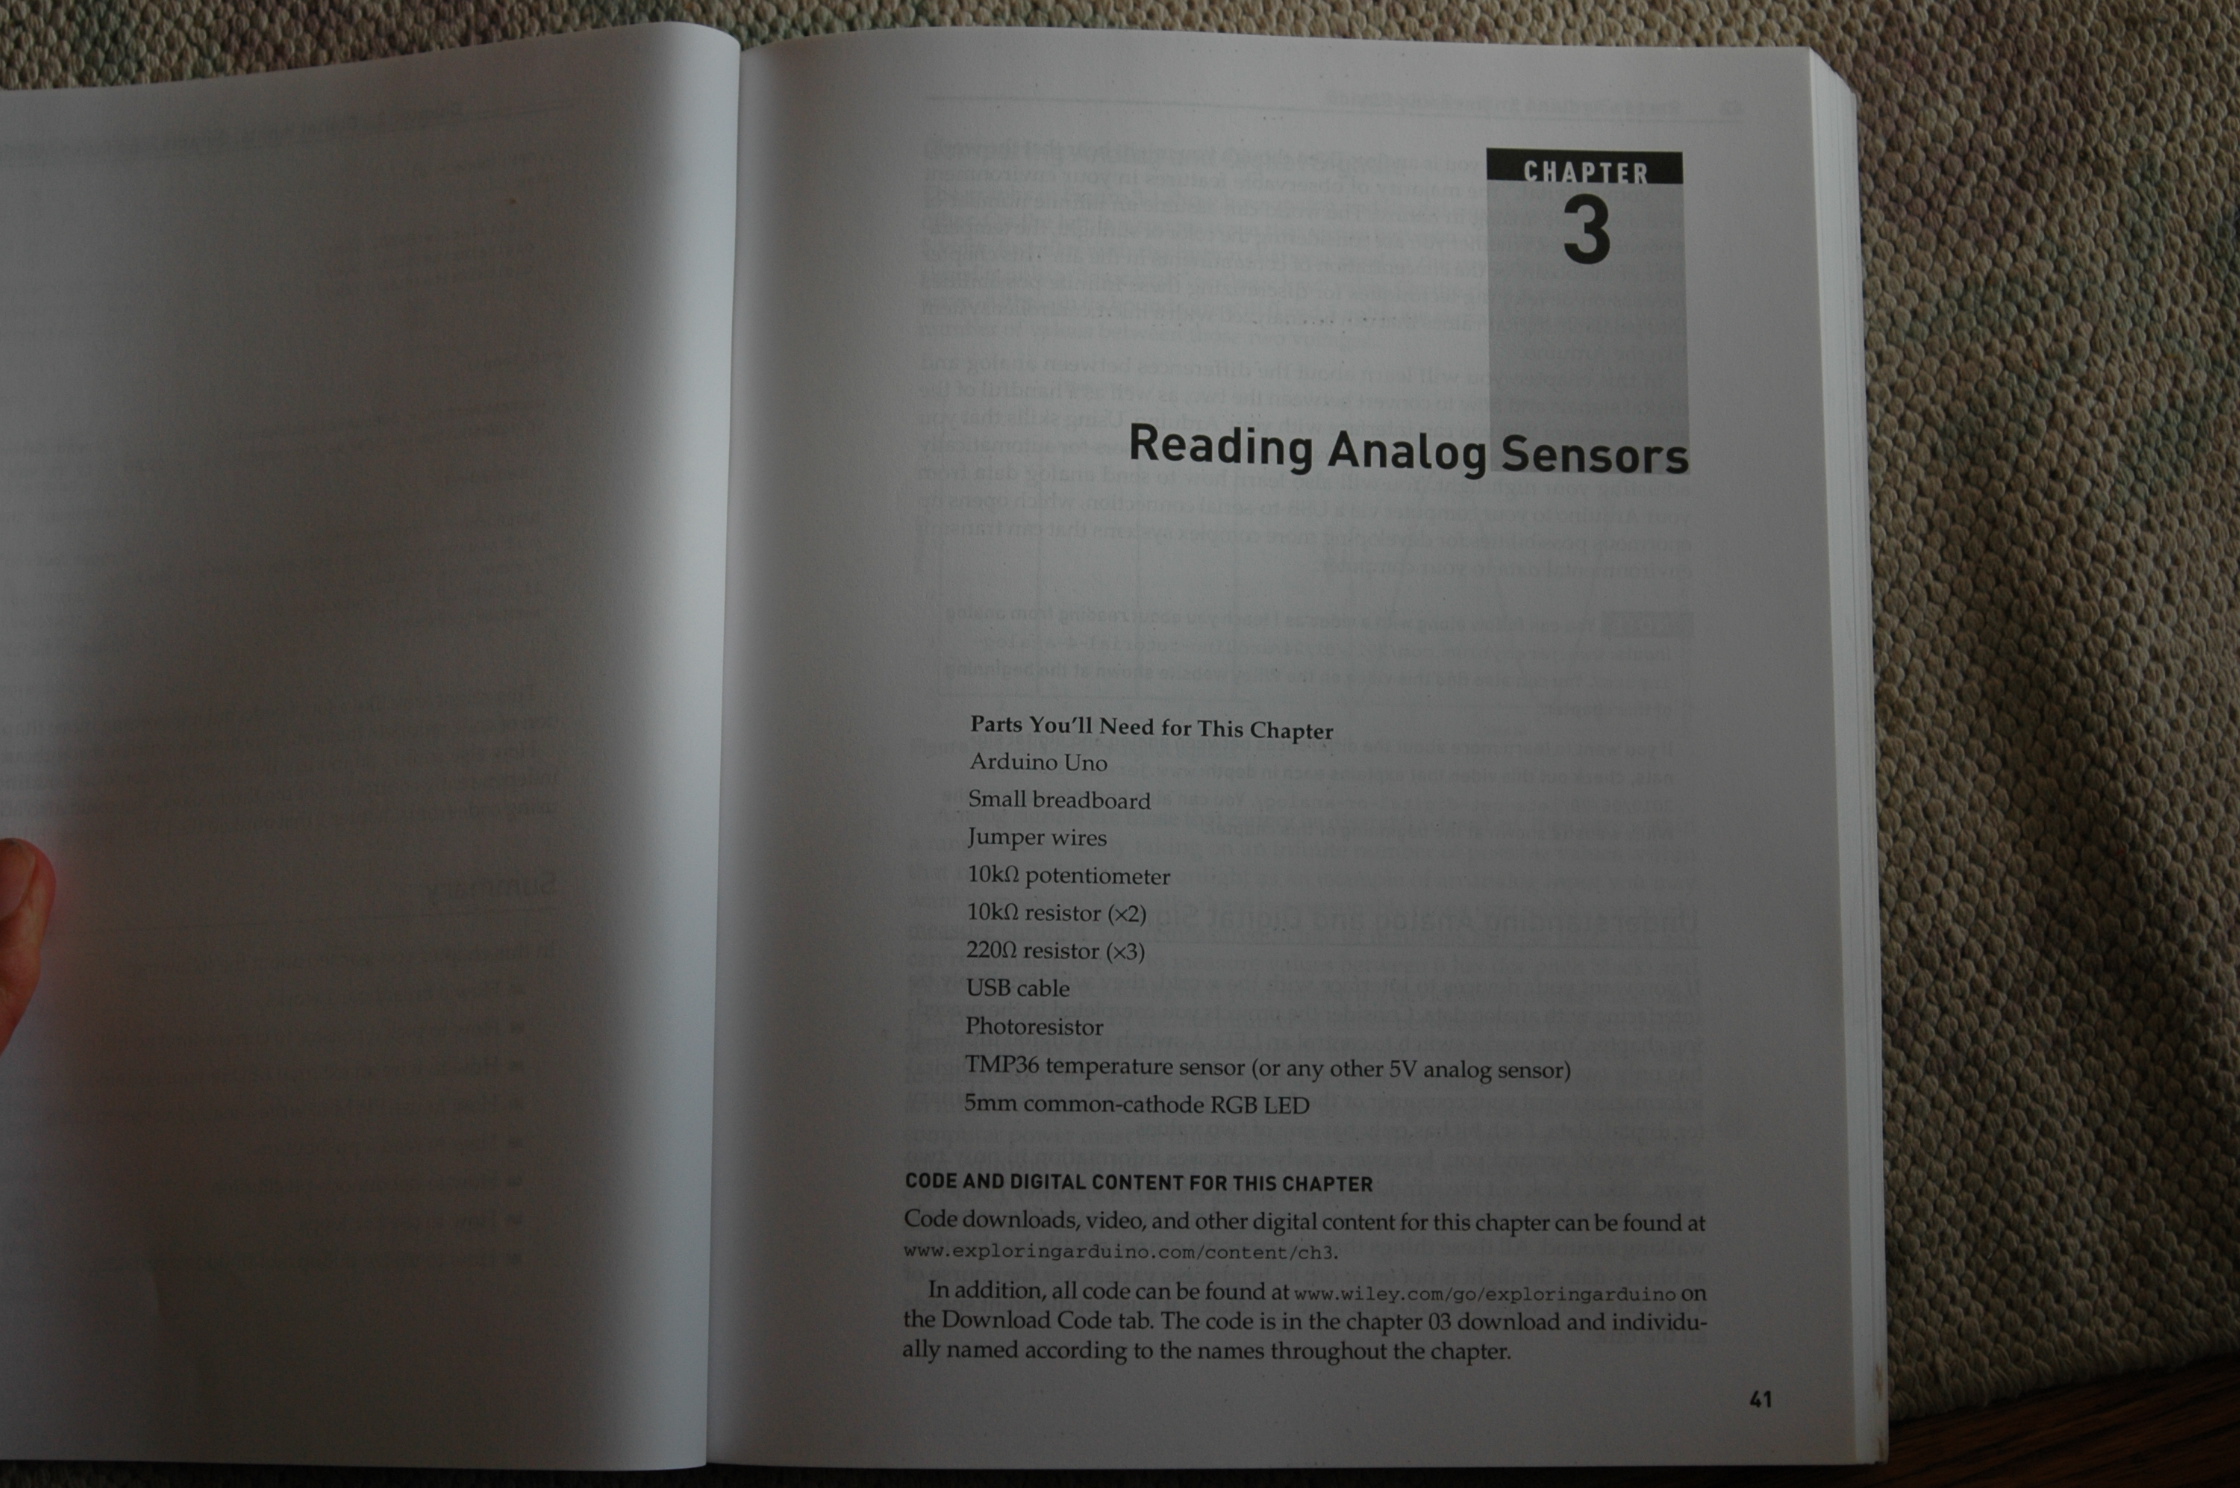 CHAPTER
3
Reading Analog Sensors
Parts You'll Need for This Chapter
Arduino Uno
Small breadboard
Jumper wires
10kΩ potentiometer
10kΩ resistor (×2)
220Ω resistor (×3)
USB cable
Photoresistor
TMP36 temperature sensor (or any other 5V analog sensor)
5mm common-cathode RGB LED
CODE AND DIGITAL CONTENT FOR THIS CHAPTER
Code downloads, video, and other digital content for this chapter can be found at
www.exploringarduino.com/content/ch3.
In addition, all code can be found at www.wiley.com/go/exploringarduino on
the Download Code tab. The code is in the chapter 03 download and individu-
ally named according to the names throughout the chapter.
41